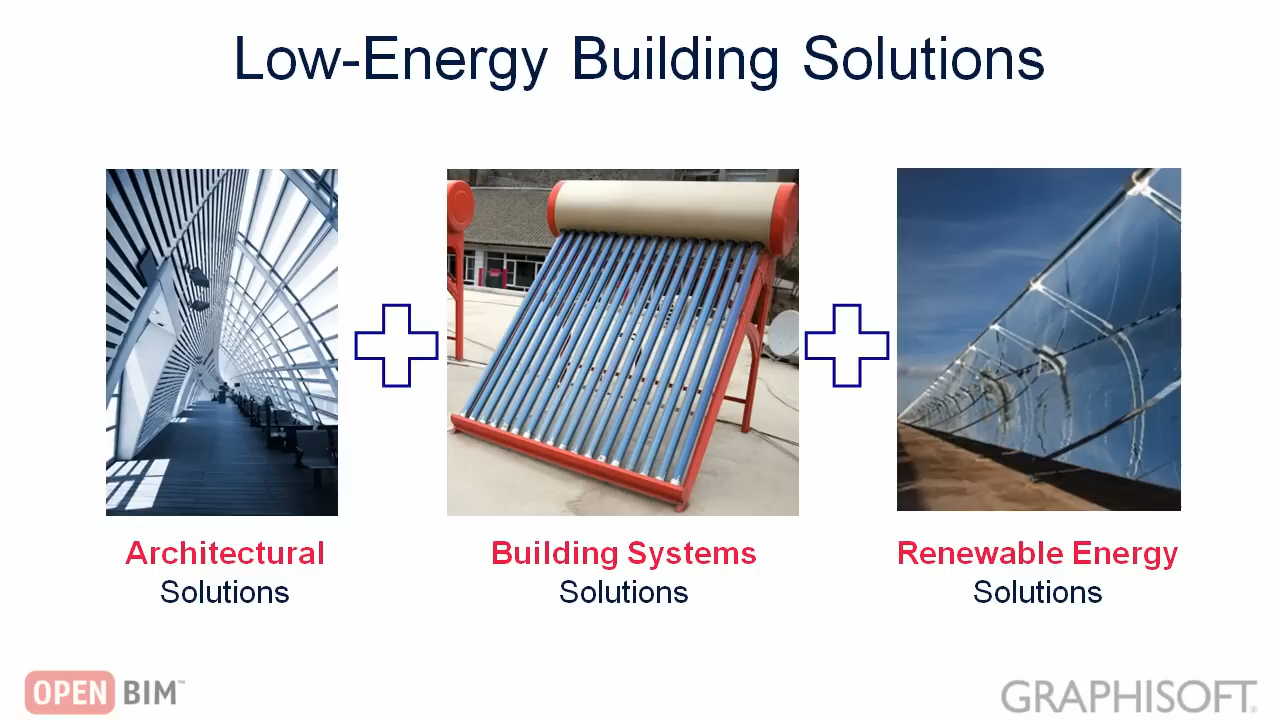 Low-Energy Building Solutions
Architectural
Solutions
Building Systems
Solutions
Renewable Energy
Solutions
OPEN BIM™
GRAPHISOFT®